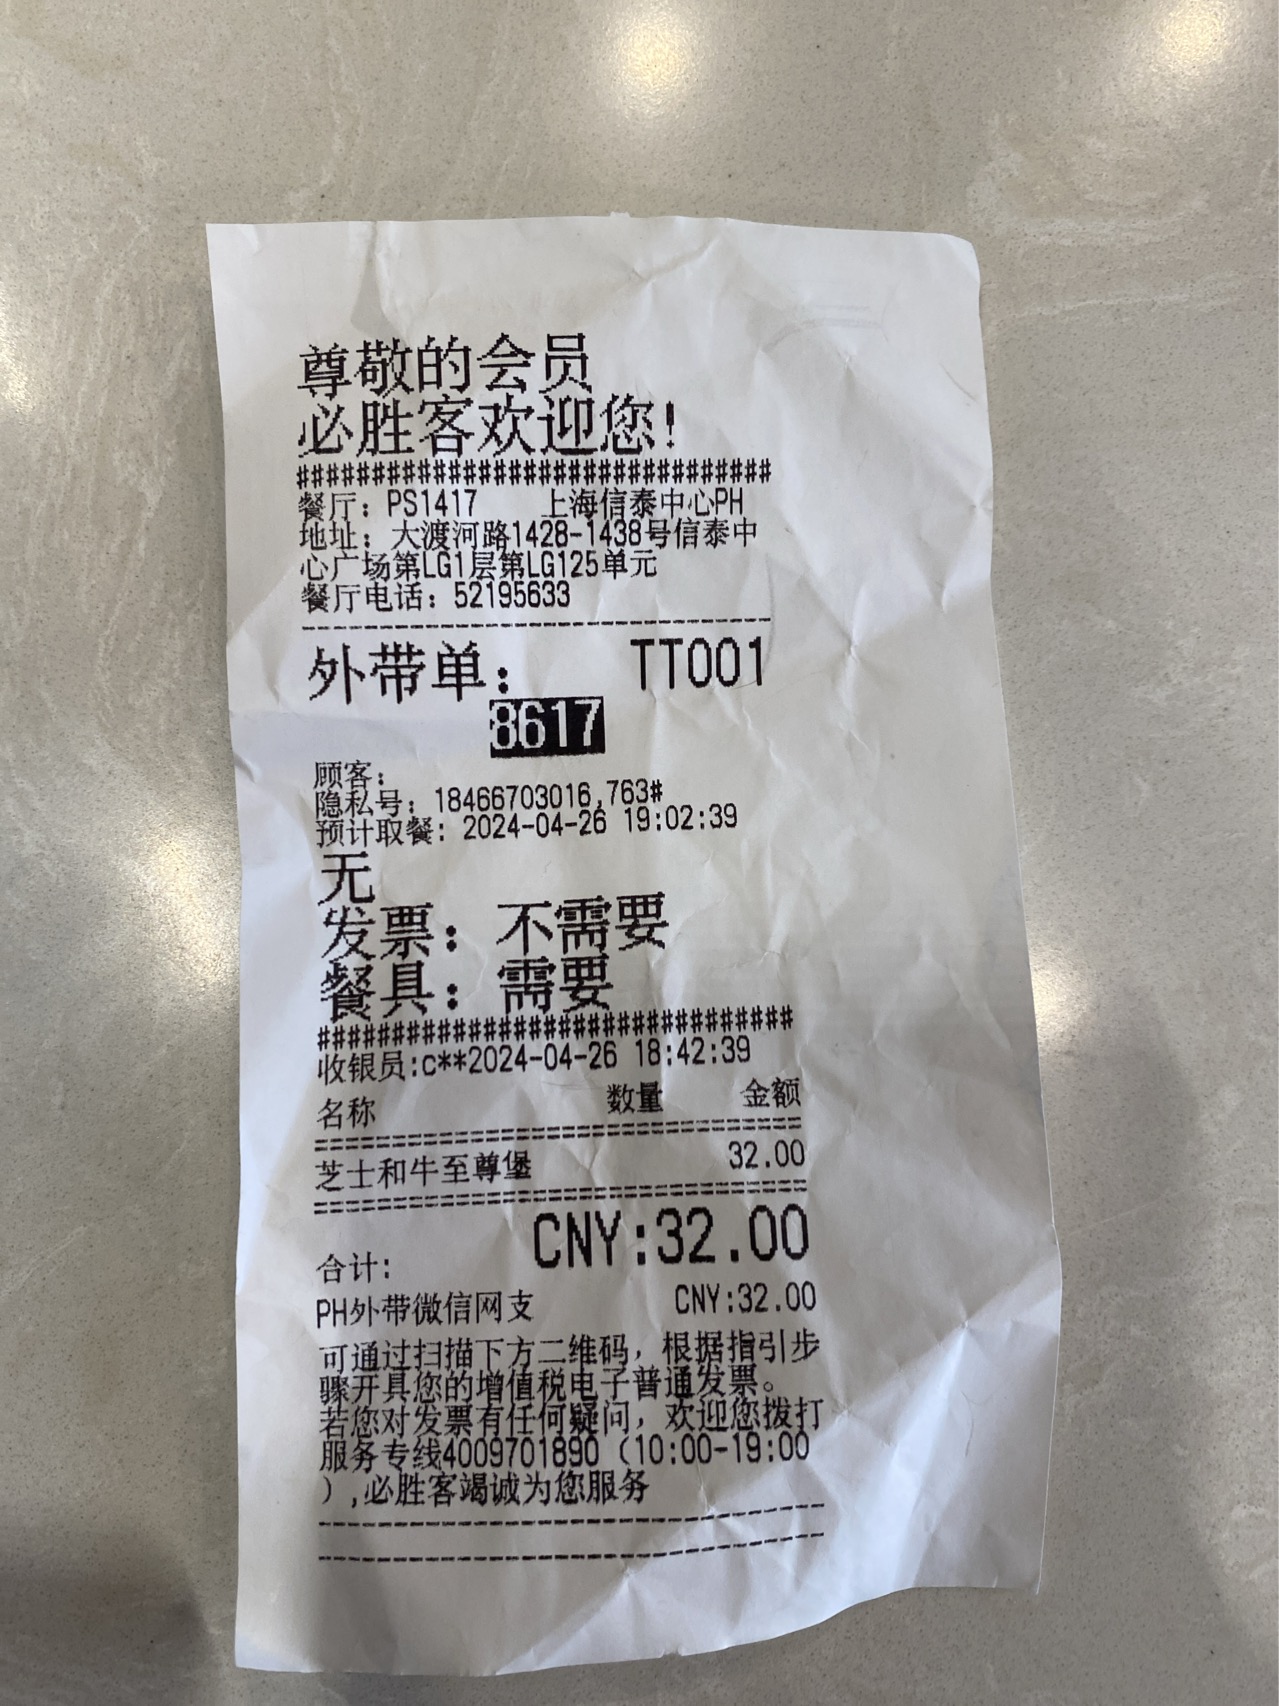 尊敬的会员
必胜客欢迎您!
################################
餐厅: PS1417 上海信泰中心PH
地址: 大渡河路1428-1438号信泰中
心广场第LG1层第LG125单元
餐厅电话: 52195633
--------------------------------
外带单: TT001
8617
顾客:
隐私号: 18466703016,763#
预计取餐: 2024-04-26 19:02:39
无
发票: 不需要
餐具: 需要
################################
收银员:c**2024-04-26 18:42:39
名称 数量 金额
================================
芝士和牛至尊堡 32.00
================================
CNY:32.00
合计:
PH外带微信网支 CNY:32.00
可通过扫描下方二维码，根据指引步
骤开具您的增值税电子普通发票。
若您对发票有任何疑问，欢迎您拨打
服务专线4009701890（10:00-19:00
）,必胜客竭诚为您服务
--------------------------------
--------------------------------